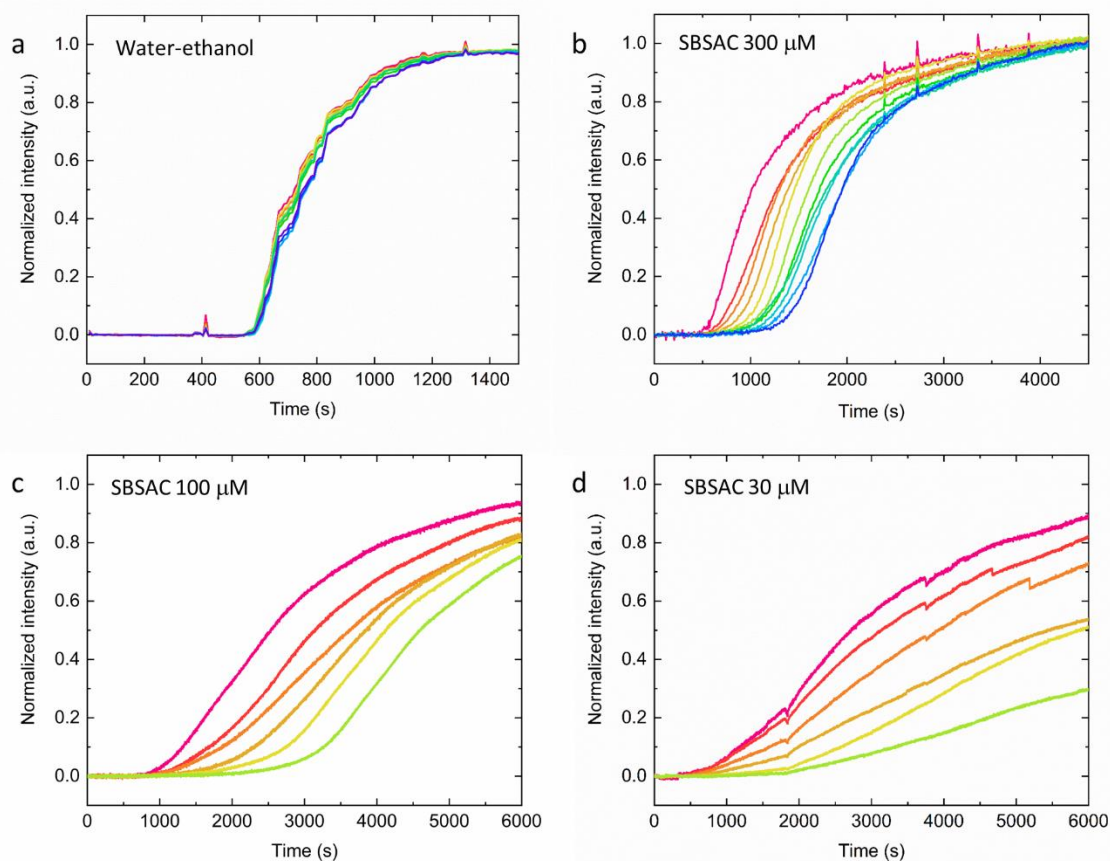 a
Water-ethanol
Normalized intensity (a.u.)
1.0
0.8
0.6
0.4
0.2
0.0
0 200 400 600 800 1000 1200 1400
Time (s)
b
SBSAC 300 μM
Normalized intensity (a.u.)
1.0
0.8
0.6
0.4
0.2
0.0
0 1000 2000 3000 4000
Time (s)
c
SBSAC 100 μM
Normalized intensity (a.u.)
1.0
0.8
0.6
0.4
0.2
0.0
0 1000 2000 3000 4000 5000 6000
Time (s)
d
SBSAC 30 μM
Normalized intensity (a.u.)
1.0
0.8
0.6
0.4
0.2
0.0
0 1000 2000 3000 4000 5000 6000
Time (s)